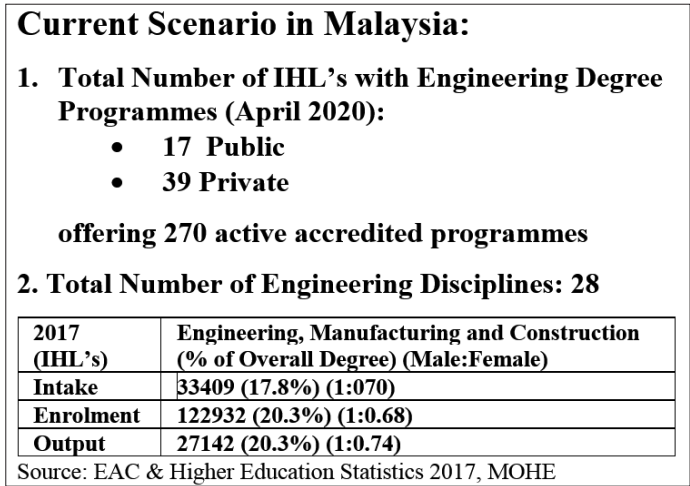 Current Scenario in Malaysia:
1. Total Number of IHL's with Engineering Degree
Programmes (April 2020):
• 17 Public
• 39 Private
offering 270 active accredited programmes
2. Total Number of Engineering Disciplines: 28
2017 Engineering, Manufacturing and Construction
(IHL's) (% of Overall Degree) (Male:Female)
Intake 33409 (17.8%) (1:070)
Enrolment 122932 (20.3%) (1:0.68)
Output 27142 (20.3%) (1:0.74)
Source: EAC & Higher Education Statistics 2017, MOHE